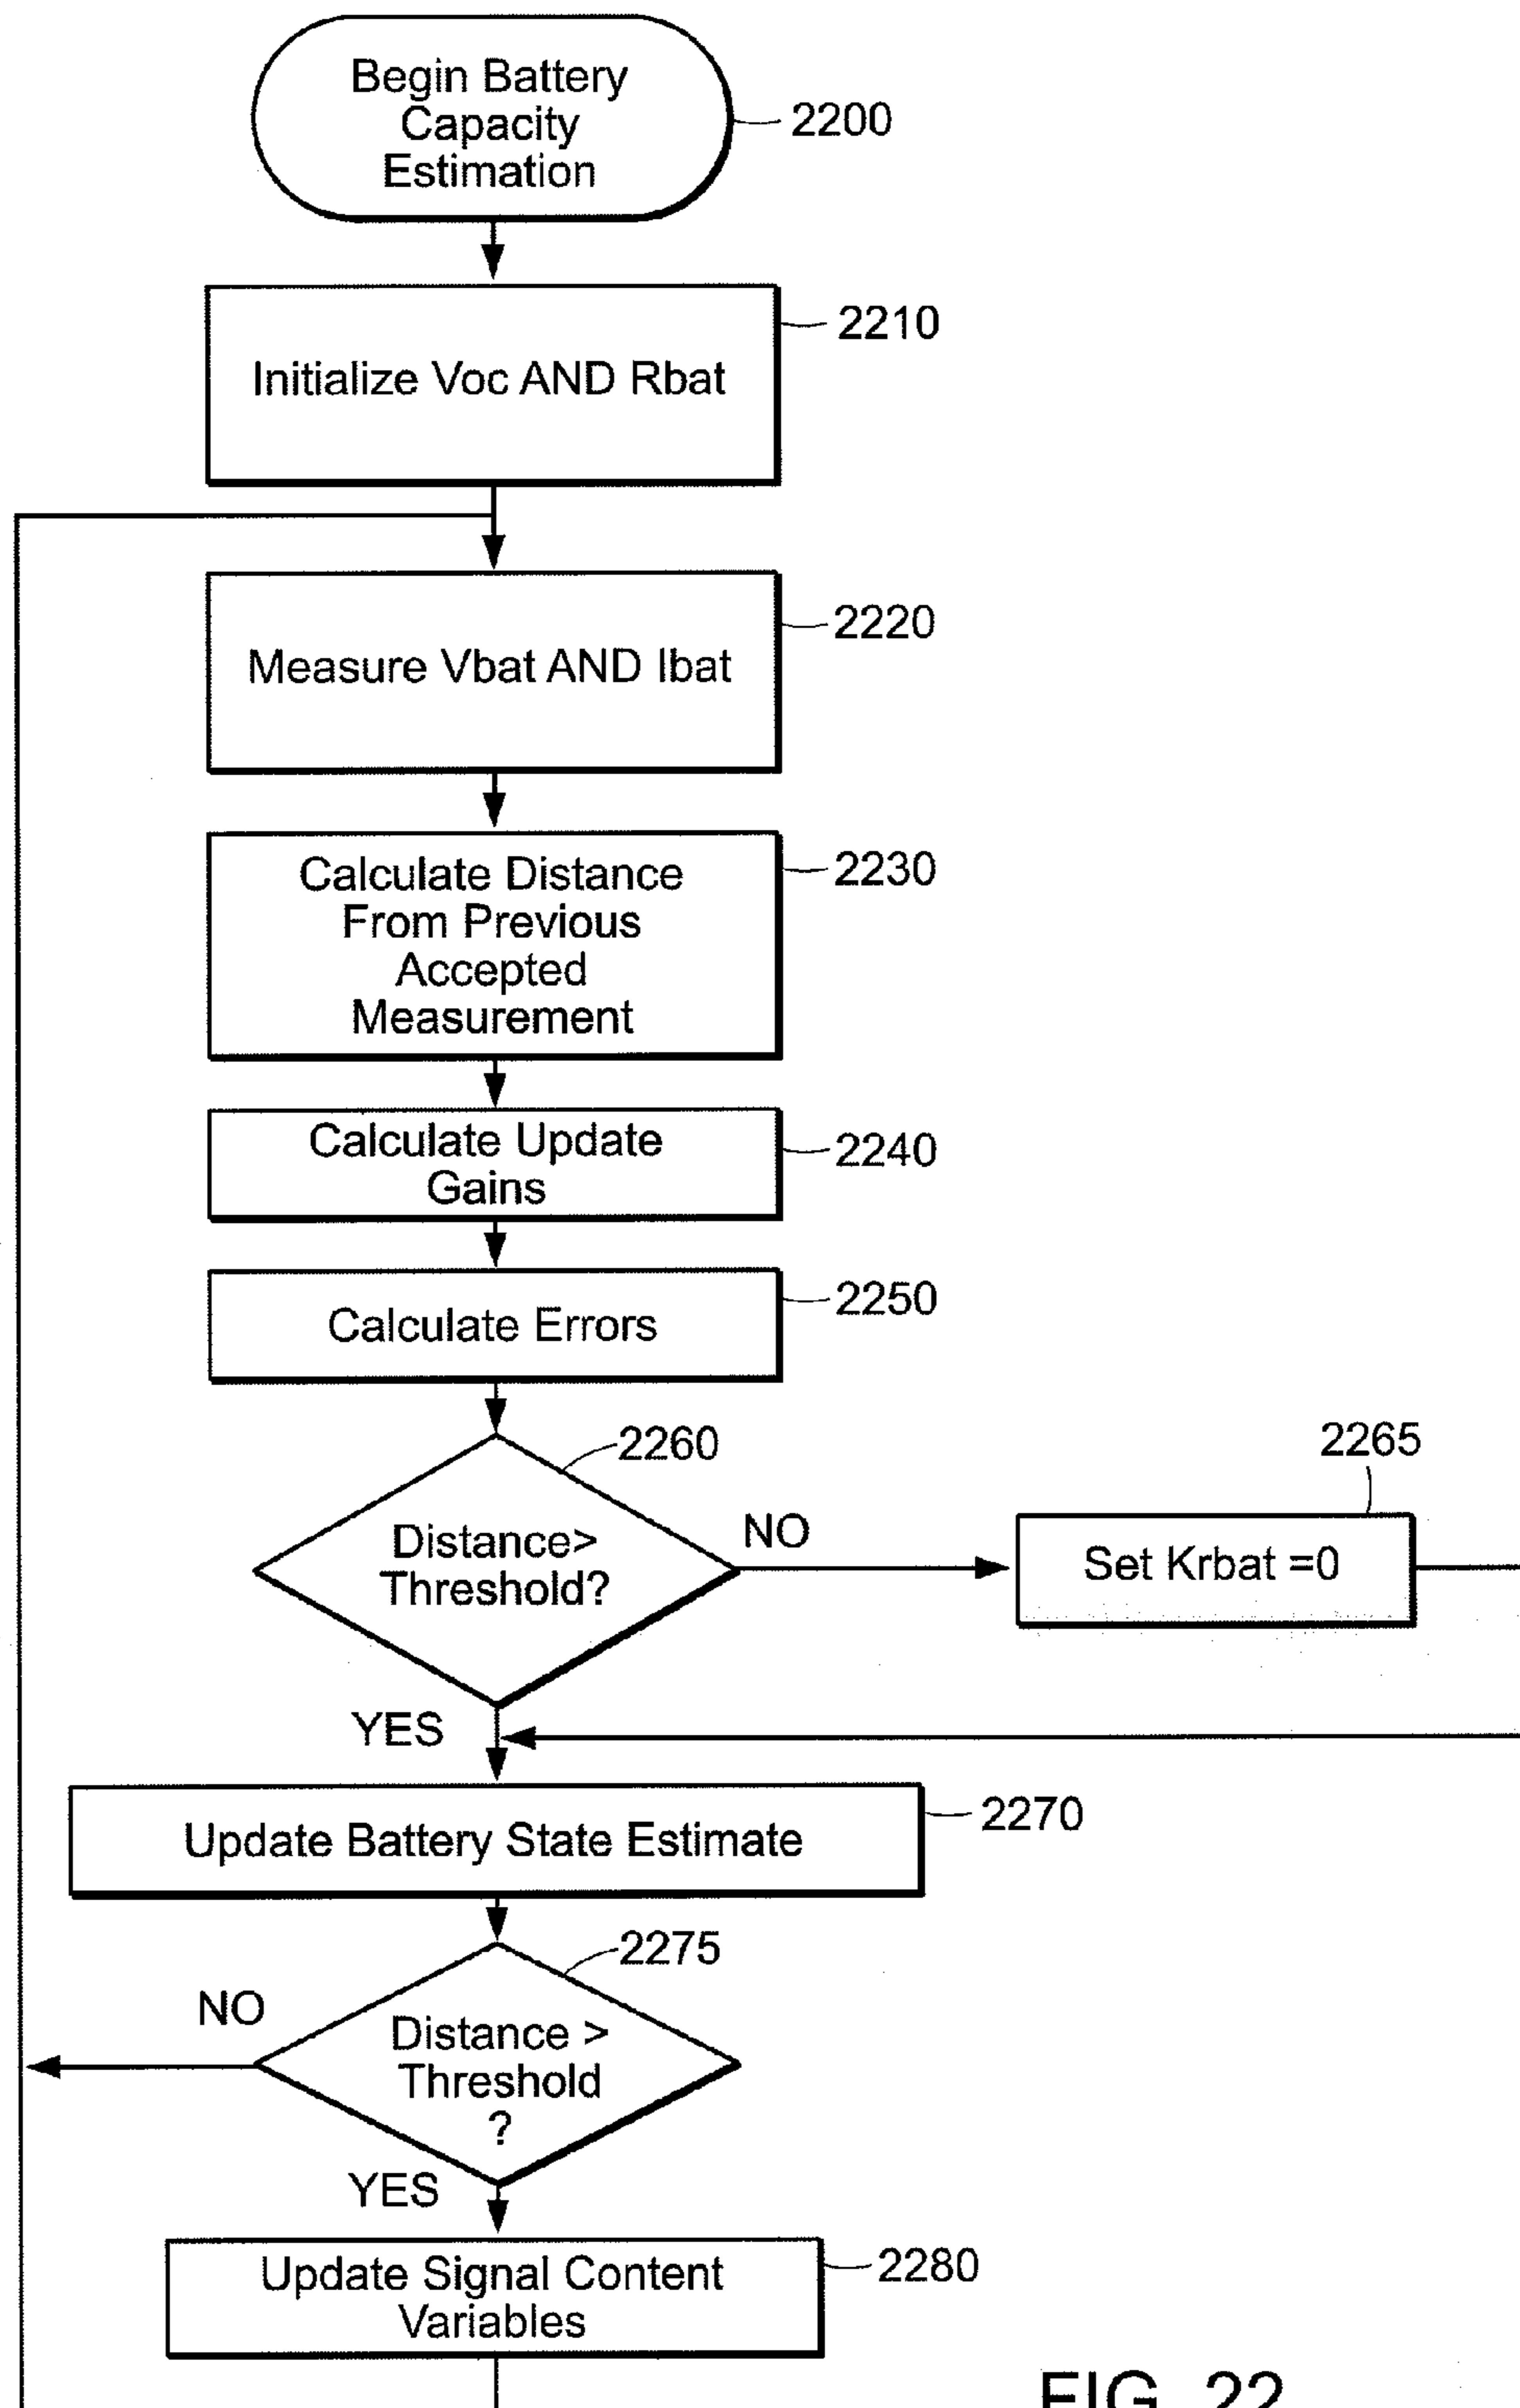 Begin Battery
Capacity
Estimation
2200
2210
Initialize Voc AND Rbat
2220
Measure Vbat AND Ibat
2230
Calculate Distance
From Previous
Accepted
Measurement
2240
Calculate Update
Gains
2250
Calculate Errors
2260
2265
Distance>
Threshold?
NO
Set Krbat =0
YES
2270
Update Battery State Estimate
2275
NO
Distance >
Threshold
?
YES
2280
Update Signal Content
Variables
FIG. 22